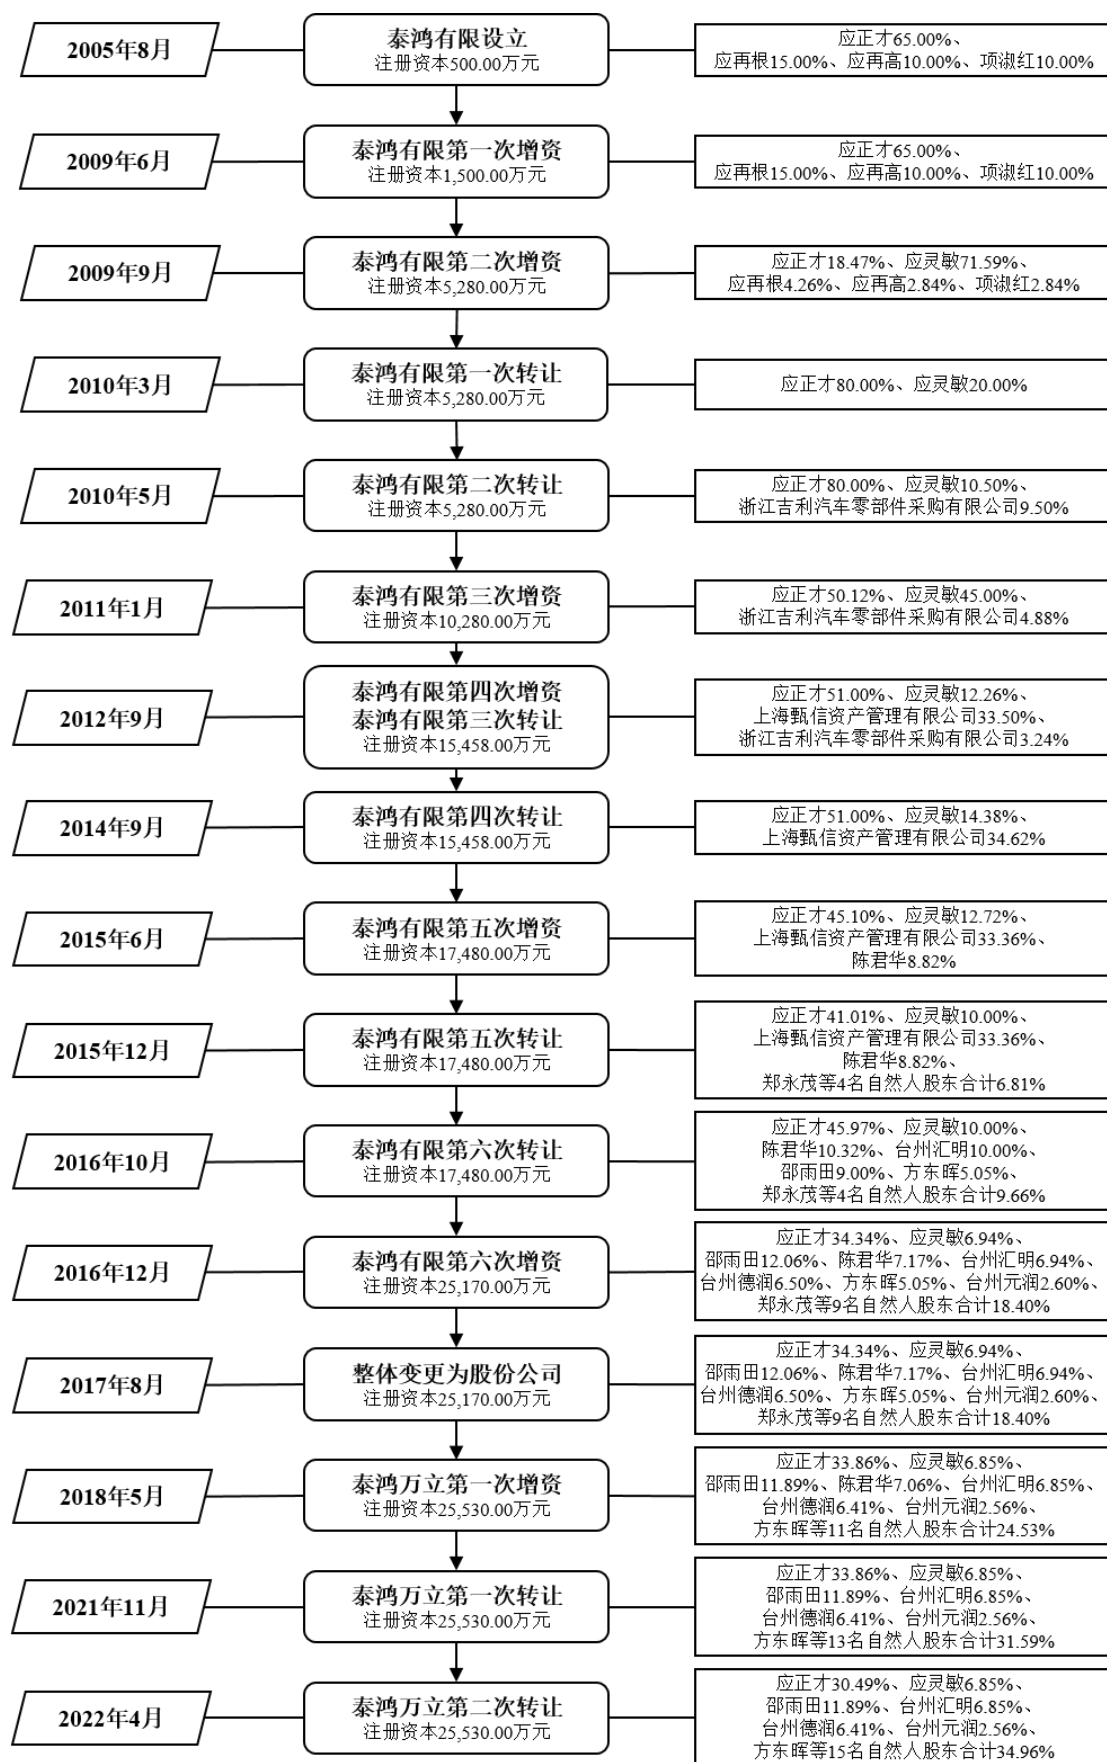 2005年8月
泰鸿有限设立
注册资本500.00万元
应正才65.00%、
应再根15.00%、应再高10.00%、项淑红10.00%
2009年6月
泰鸿有限第一次增资
注册资本1,500.00万元
应正才65.00%、
应再根15.00%、应再高10.00%、项淑红10.00%
2009年9月
泰鸿有限第二次增资
注册资本5,280.00万元
应正才18.47%、应灵敏71.59%、
应再根4.26%、应再高2.84%、项淑红2.84%
2010年3月
泰鸿有限第一次转让
注册资本5,280.00万元
应正才80.00%、应灵敏20.00%
2010年5月
泰鸿有限第二次转让
注册资本5,280.00万元
应正才80.00%、应灵敏10.50%、
浙江吉利汽车零部件采购有限公司9.50%
2011年1月
泰鸿有限第三次增资
注册资本10,280.00万元
应正才50.12%、应灵敏45.00%、
浙江吉利汽车零部件采购有限公司4.88%
2012年9月
泰鸿有限第四次增资
泰鸿有限第三次转让
注册资本15,458.00万元
应正才51.00%、应灵敏12.26%、
上海甄信资产管理有限公司33.50%、
浙江吉利汽车零部件采购有限公司3.24%
2014年9月
泰鸿有限第四次转让
注册资本15,458.00万元
应正才51.00%、应灵敏14.38%、
上海甄信资产管理有限公司34.62%
2015年6月
泰鸿有限第五次增资
注册资本17,480.00万元
应正才45.10%、应灵敏12.72%、
上海甄信资产管理有限公司33.36%、
陈君华8.82%
2015年12月
泰鸿有限第五次转让
注册资本17,480.00万元
应正才41.01%、应灵敏10.00%、
上海甄信资产管理有限公司33.36%、
陈君华8.82%、
郑永茂等4名自然人股东合计6.81%
2016年10月
泰鸿有限第六次转让
注册资本17,480.00万元
应正才45.97%、应灵敏10.00%、
陈君华10.32%、台州汇明10.00%、
邵雨田9.00%、方东晖5.05%、
郑永茂等4名自然人股东合计9.66%
2016年12月
泰鸿有限第六次增资
注册资本25,170.00万元
应正才34.34%、应灵敏6.94%、
邵雨田12.06%、陈君华7.17%、台州汇明6.94%、
台州德润6.50%、方东晖5.05%、台州元润2.60%、
郑永茂等9名自然人股东合计18.40%
2017年8月
整体变更为股份公司
注册资本25,170.00万元
应正才34.34%、应灵敏6.94%、
邵雨田12.06%、陈君华7.17%、台州汇明6.94%、
台州德润6.50%、方东晖5.05%、台州元润2.60%、
郑永茂等9名自然人股东合计18.40%
2018年5月
泰鸿万立第一次增资
注册资本25,530.00万元
应正才33.86%、应灵敏6.85%、
邵雨田11.89%、陈君华7.06%、台州汇明6.85%、
台州德润6.41%、台州元润2.56%、
方东晖等11名自然人股东合计24.53%
2021年11月
泰鸿万立第一次转让
注册资本25,530.00万元
应正才33.86%、应灵敏6.85%、
邵雨田11.89%、台州汇明6.85%、
台州德润6.41%、台州元润2.56%、
方东晖等13名自然人股东合计31.59%
2022年4月
泰鸿万立第二次转让
注册资本25,530.00万元
应正才30.49%、应灵敏6.85%、
邵雨田11.89%、台州汇明6.85%、
台州德润6.41%、台州元润2.56%、
方东晖等15名自然人股东合计34.96%